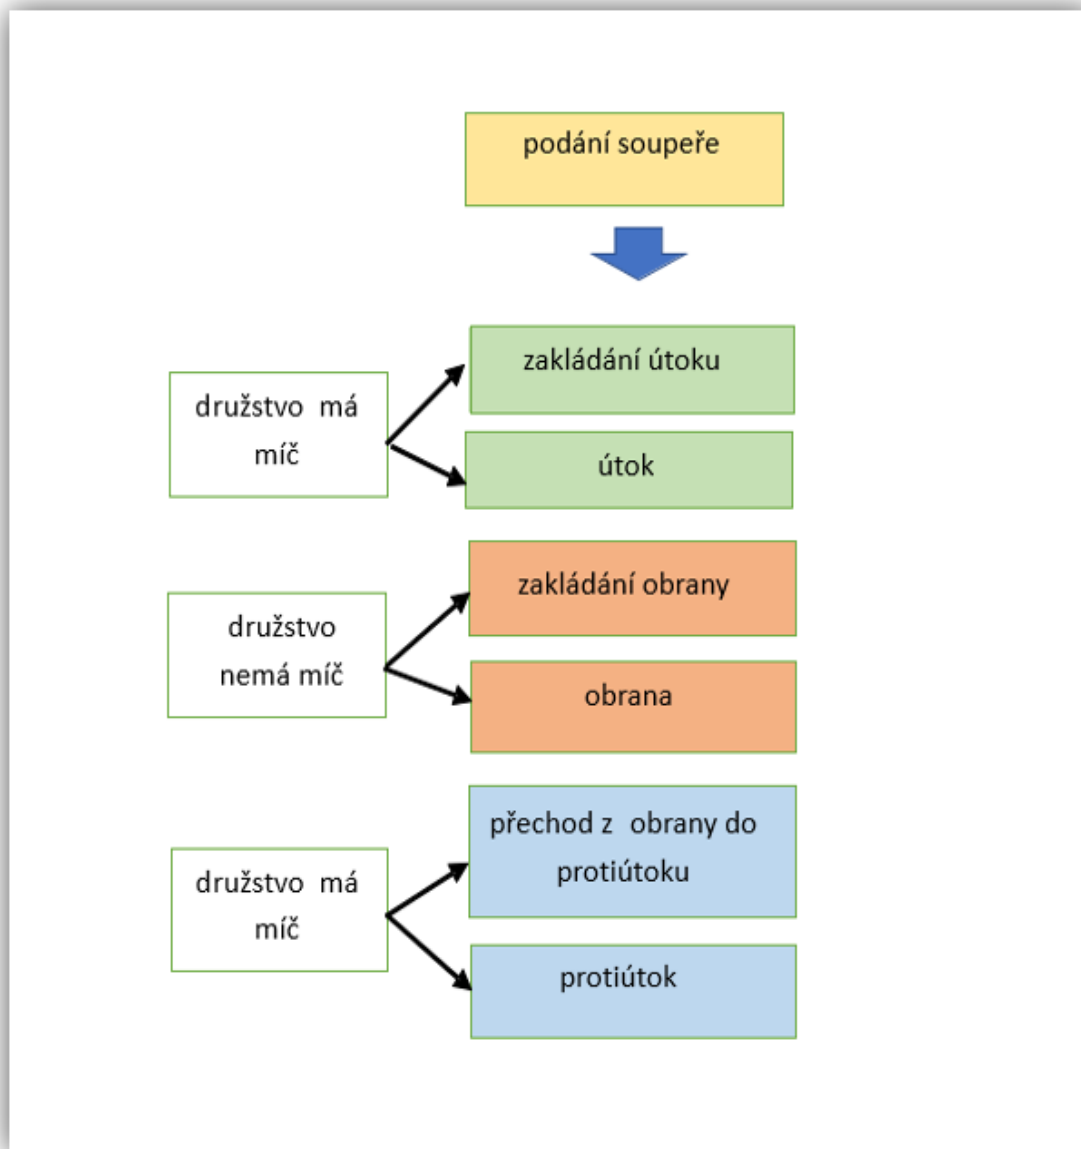 podání soupeře
zakládání útoku
družstvo má
míč
útok
zakládání obrany
družstvo
nemá míč
obrana
přechod z obrany do
protiútoku
družstvo má
míč
protiútok